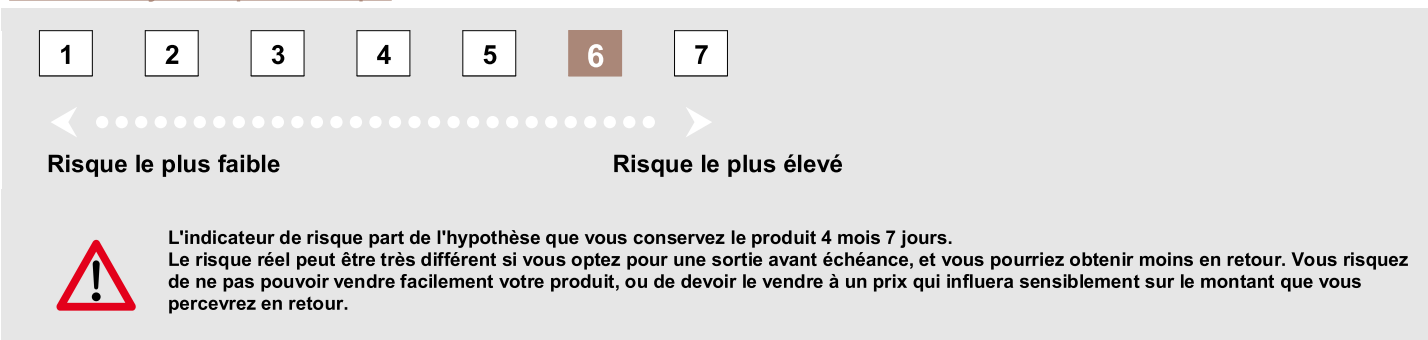 1 2 3 4 5 6 7
Risque le plus faible Risque le plus élevé
L'indicateur de risque part de l'hypothèse que vous conservez le produit 4 mois 7 jours.
Le risque réel peut être très différent si vous optez pour une sortie avant échéance, et vous pourriez obtenir moins en retour. Vous risquez
de ne pas pouvoir vendre facilement votre produit, ou de devoir le vendre à un prix qui influera sensiblement sur le montant que vous
percevrez en retour.